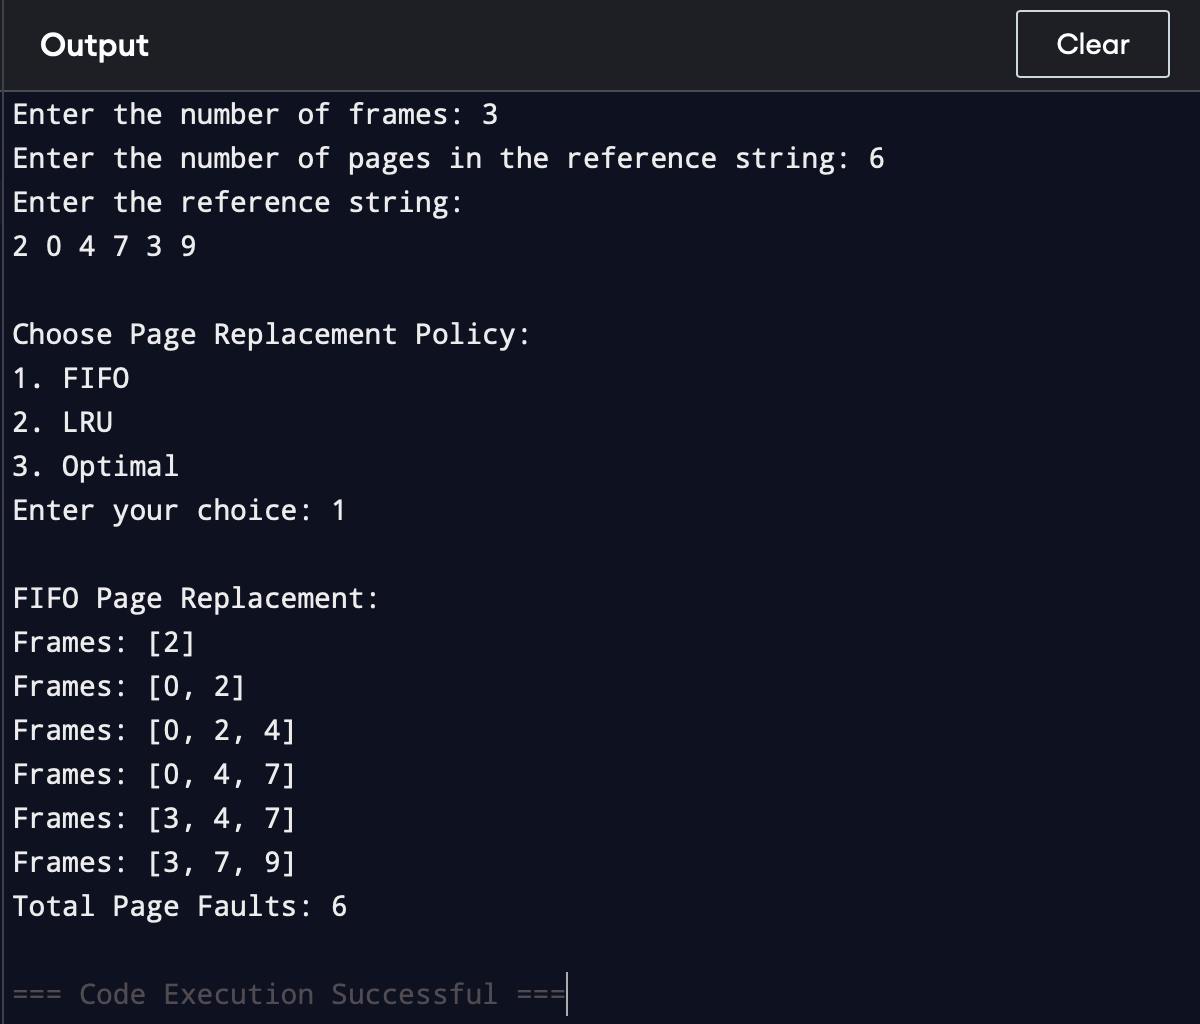 Output
Clear
Enter the number of frames: 3
Enter the number of pages in the reference string: 6
Enter the reference string:
2 0 4 7 3 9
Choose Page Replacement Policy:
1. FIFO
2. LRU
3. Optimal
Enter your choice: 1
FIFO Page Replacement:
Frames: [2]
Frames: [0, 2]
Frames: [0, 2, 4]
Frames: [0, 4, 7]
Frames: [3, 4, 7]
Frames: [3, 7, 9]
Total Page Faults: 6
=== Code Execution Successful ===